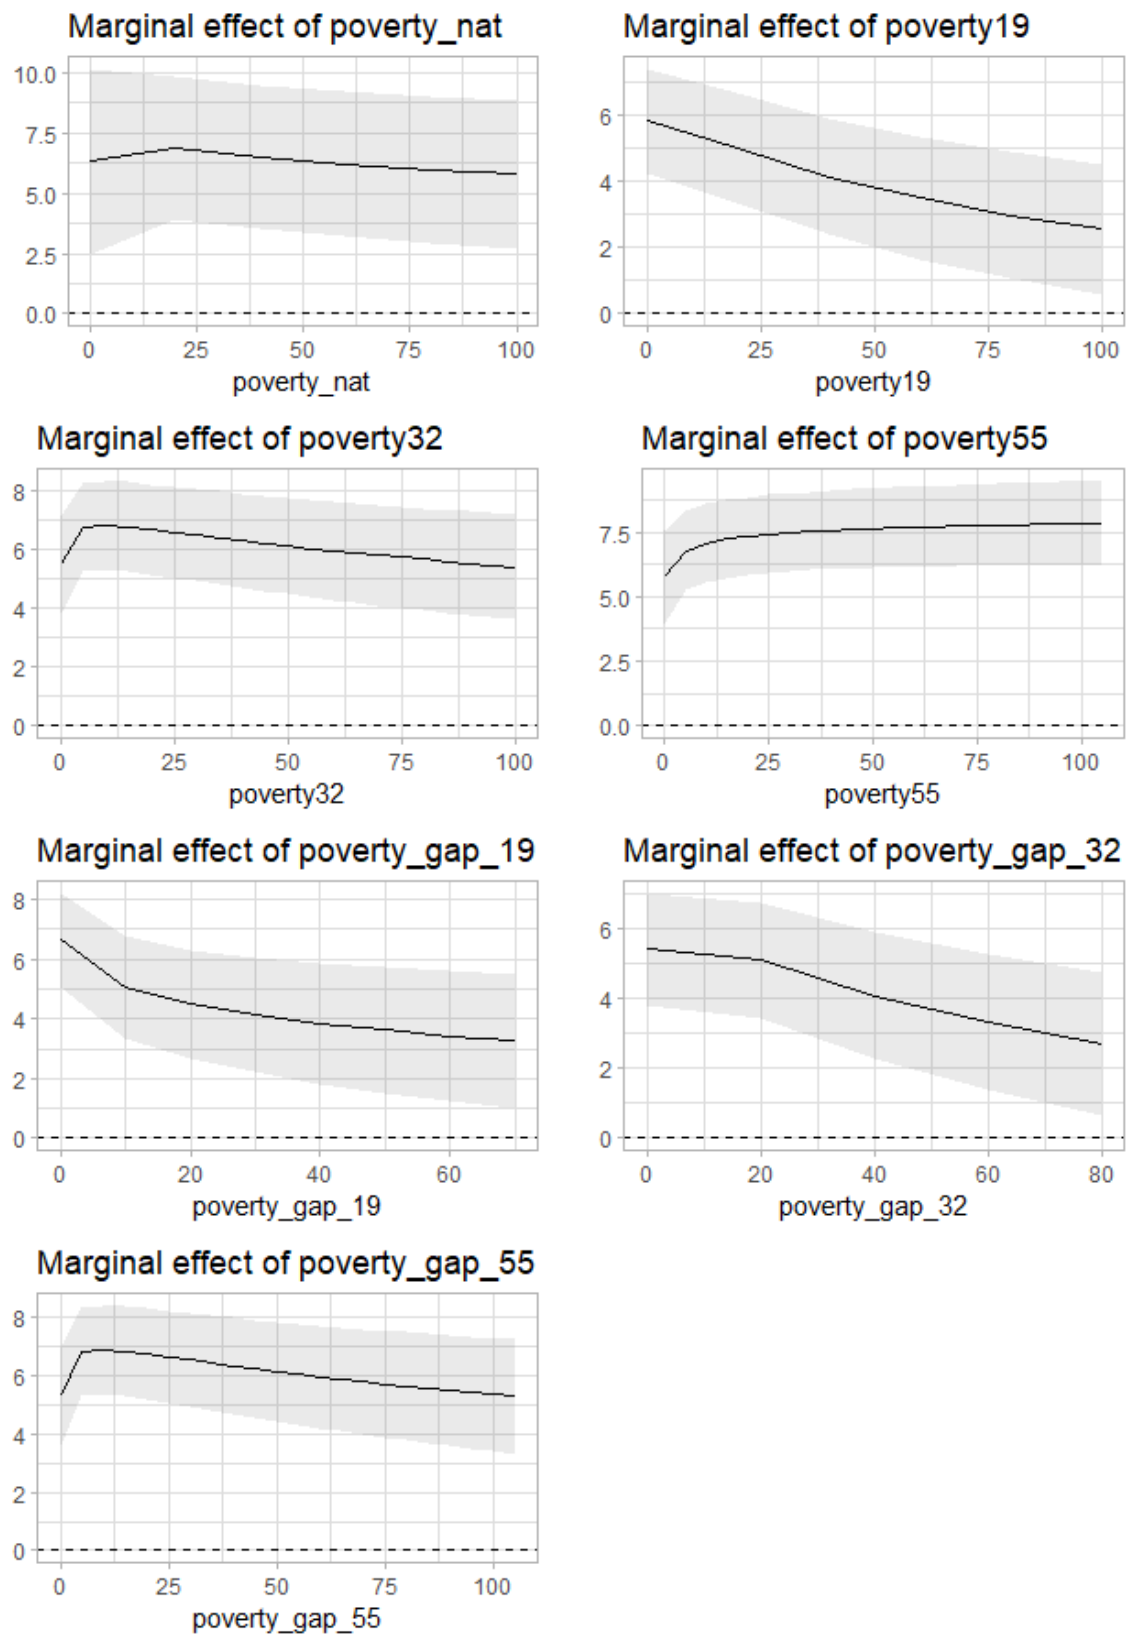 Marginal effect of poverty_nat
10.0
7.5
5.0
2.5
0.0
0 25 50 75 100
poverty_nat
Marginal effect of poverty19
6
4
2
0
0 25 50 75 100
poverty19
Marginal effect of poverty32
8
6
4
2
0
0 25 50 75 100
poverty32
Marginal effect of poverty55
7.5
5.0
2.5
0.0
0 25 50 75 100
poverty55
Marginal effect of poverty_gap_19
8
6
4
2
0
0 20 40 60
poverty_gap_19
Marginal effect of poverty_gap_32
6
4
2
0
0 20 40 60 80
poverty_gap_32
Marginal effect of poverty_gap_55
8
6
4
2
0
0 25 50 75 100
poverty_gap_55